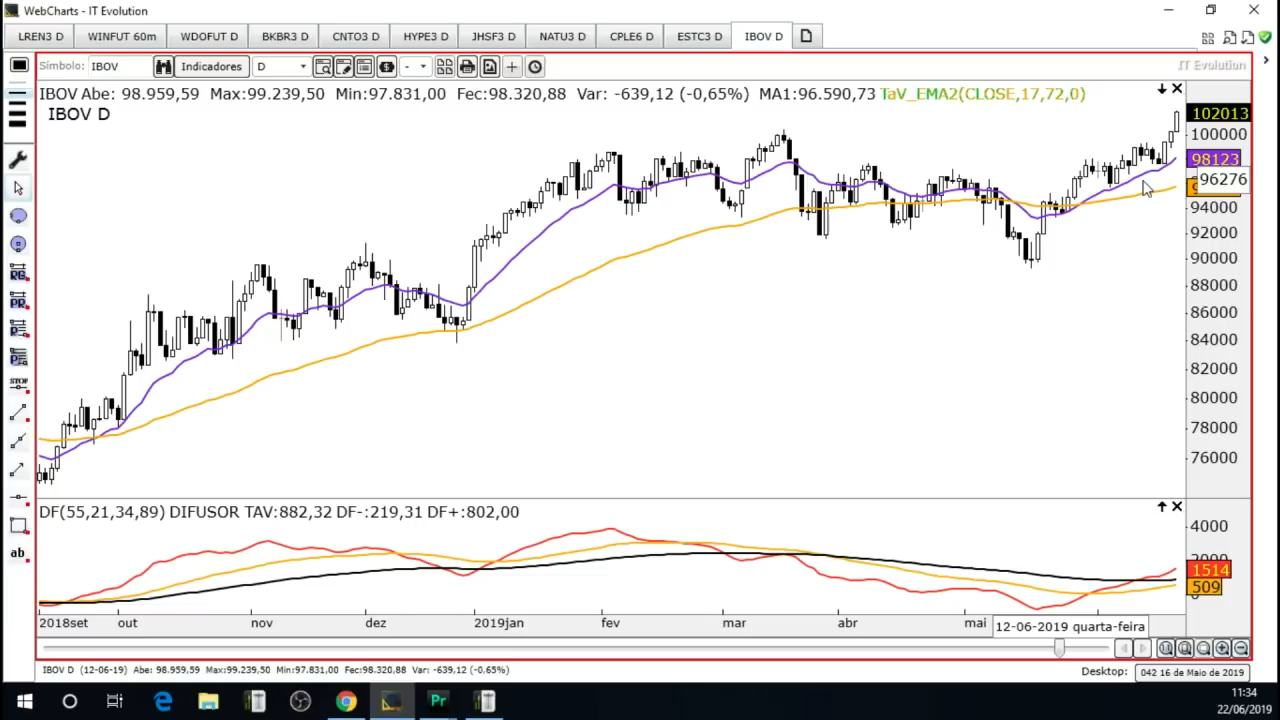 WebCharts - IT Evolution
LREN3 D WINFUT 60m WDOFUT D BKBR3 D CNTO3 D HYPE3 D JHSF3 D NATU3 D CPLE6 D ESTC3 D IBOV D
Símbolo: IBOV Indicadores D - IT Evolution
IBOV Abe: 98.959,59 Max:99.239,50 Min:97.831,00 Fec:98.320,88 Var: -639,12 (-0,65%) MA1:96.590,73 TaV_EMA2(CLOSE,17,72,0)
IBOV D
102013
100000
98123
96276
94000
92000
90000
88000
86000
84000
82000
80000
78000
76000
RG
PR
STOP
ab
DF(55,21,34,89) DIFUSOR TAV:882,32 DF-:219,31 DF+:802,00
4000
1514
509
2018set out nov dez 2019jan fev mar abr mai 12-06-2019 quarta-feira
IBOV D (12-06-19) Abe: 98.959,59 Max:99.239,50 Min:97.831,00 Fec:98.320,88 Var: -639,12 (-0.65%) Desktop: 042 16 de Maio de 2019
Pr
11:34
22/06/2019